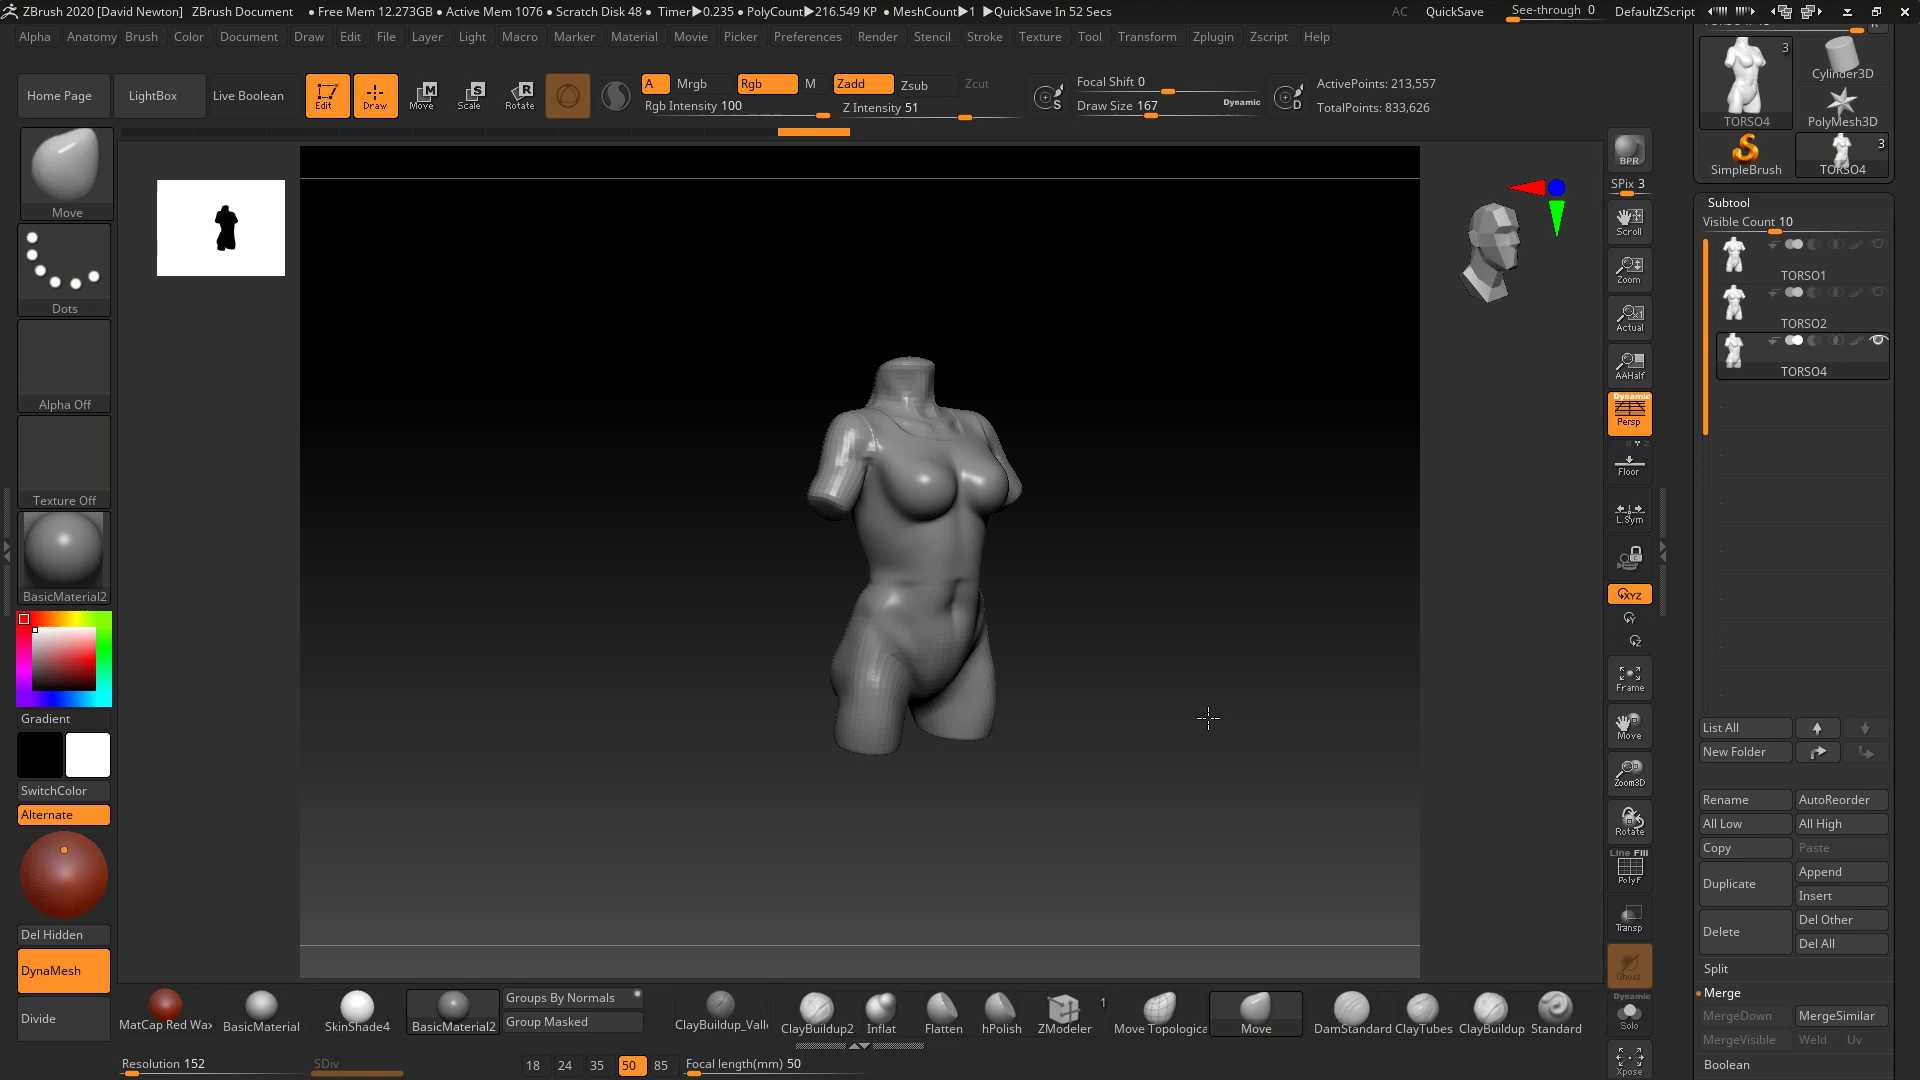 ZBrush 2020 [David Newton] ZBrush Document • Free Mem 12.273GB • Active Mem 1076 • Scratch Disk 48 • Timer▶0.235 • PolyCount▶216.549 KP • MeshCount▶1 ▶QuickSave In 52 Secs AC QuickSave See-through 0 DefaultZScript
Alpha Anatomy Brush Color Document Draw Edit File Layer Light Macro Marker Material Movie Picker Preferences Render Stencil Stroke Texture Tool Transform Zplugin Zscript Help
Home Page LightBox Live Boolean Edit Draw Move Scale Rotate
A Mrgb Rgb M Zadd Zsub Zcut
Rgb Intensity 100 Z Intensity 51
Focal Shift 0
Draw Size 167 Dynamic
ActivePoints: 213,557
TotalPoints: 833,626
Move
Dots
Alpha Off
Texture Off
BasicMaterial2
Gradient
SwitchColor
Alternate
Del Hidden
DynaMesh
Divide
BPR
SPix 3
Scroll
Zoom
Actual
AAHalf
Dynamic
Persp
Floor
L.Sym
XYZ
Frame
Move
Zoom3D
Rotate
Line Fill
PolyF
Transp
Ghost
Dynamic
Solo
Xpose
3
TORSO4
Cylinder3D
PolyMesh3D
SimpleBrush
3
TORSO4
Subtool
Visible Count 10
TORSO1
TORSO2
TORSO4
List All
New Folder
Rename AutoReorder
All Low All High
Copy Paste
Duplicate Append
Insert
Delete Del Other
Del All
Split
Merge
MergeDown MergeSimilar
MergeVisible Weld Uv
Boolean
MatCap Red Wax BasicMaterial SkinShade4 BasicMaterial2
Groups By Normals
Group Masked
ClayBuildup_Valle ClayBuildup2 Inflat Flatten hPolish ZModeler 1 Move Topologica Move DamStandard ClayTubes ClayBuildup Standard
Resolution 152 SDiv 18 24 35 50 85 Focal length(mm) 50